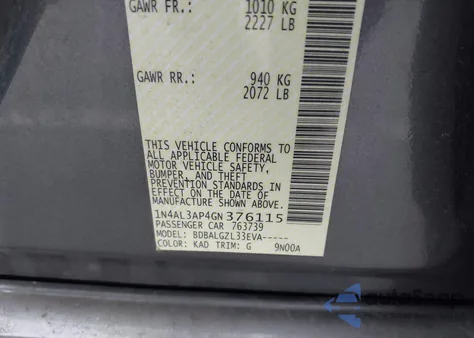 GAWR FR.: 1010 KG
2227 LB
GAWR RR.: 940 KG
2072 LB
THIS VEHICLE CONFORMS TO
ALL APPLICABLE FEDERAL
MOTOR VEHICLE SAFETY,
BUMPER, AND THEFT
PREVENTION STANDARDS IN
EFFECT ON THE DATE OF
MANUFACTURE SHOWN ABOVE.
1N4AL3AP4GN376115
PASSENGER CAR 763739
MODEL: BDBALGZL33EVA-----
COLOR: KAD TRIM: G 9N00A